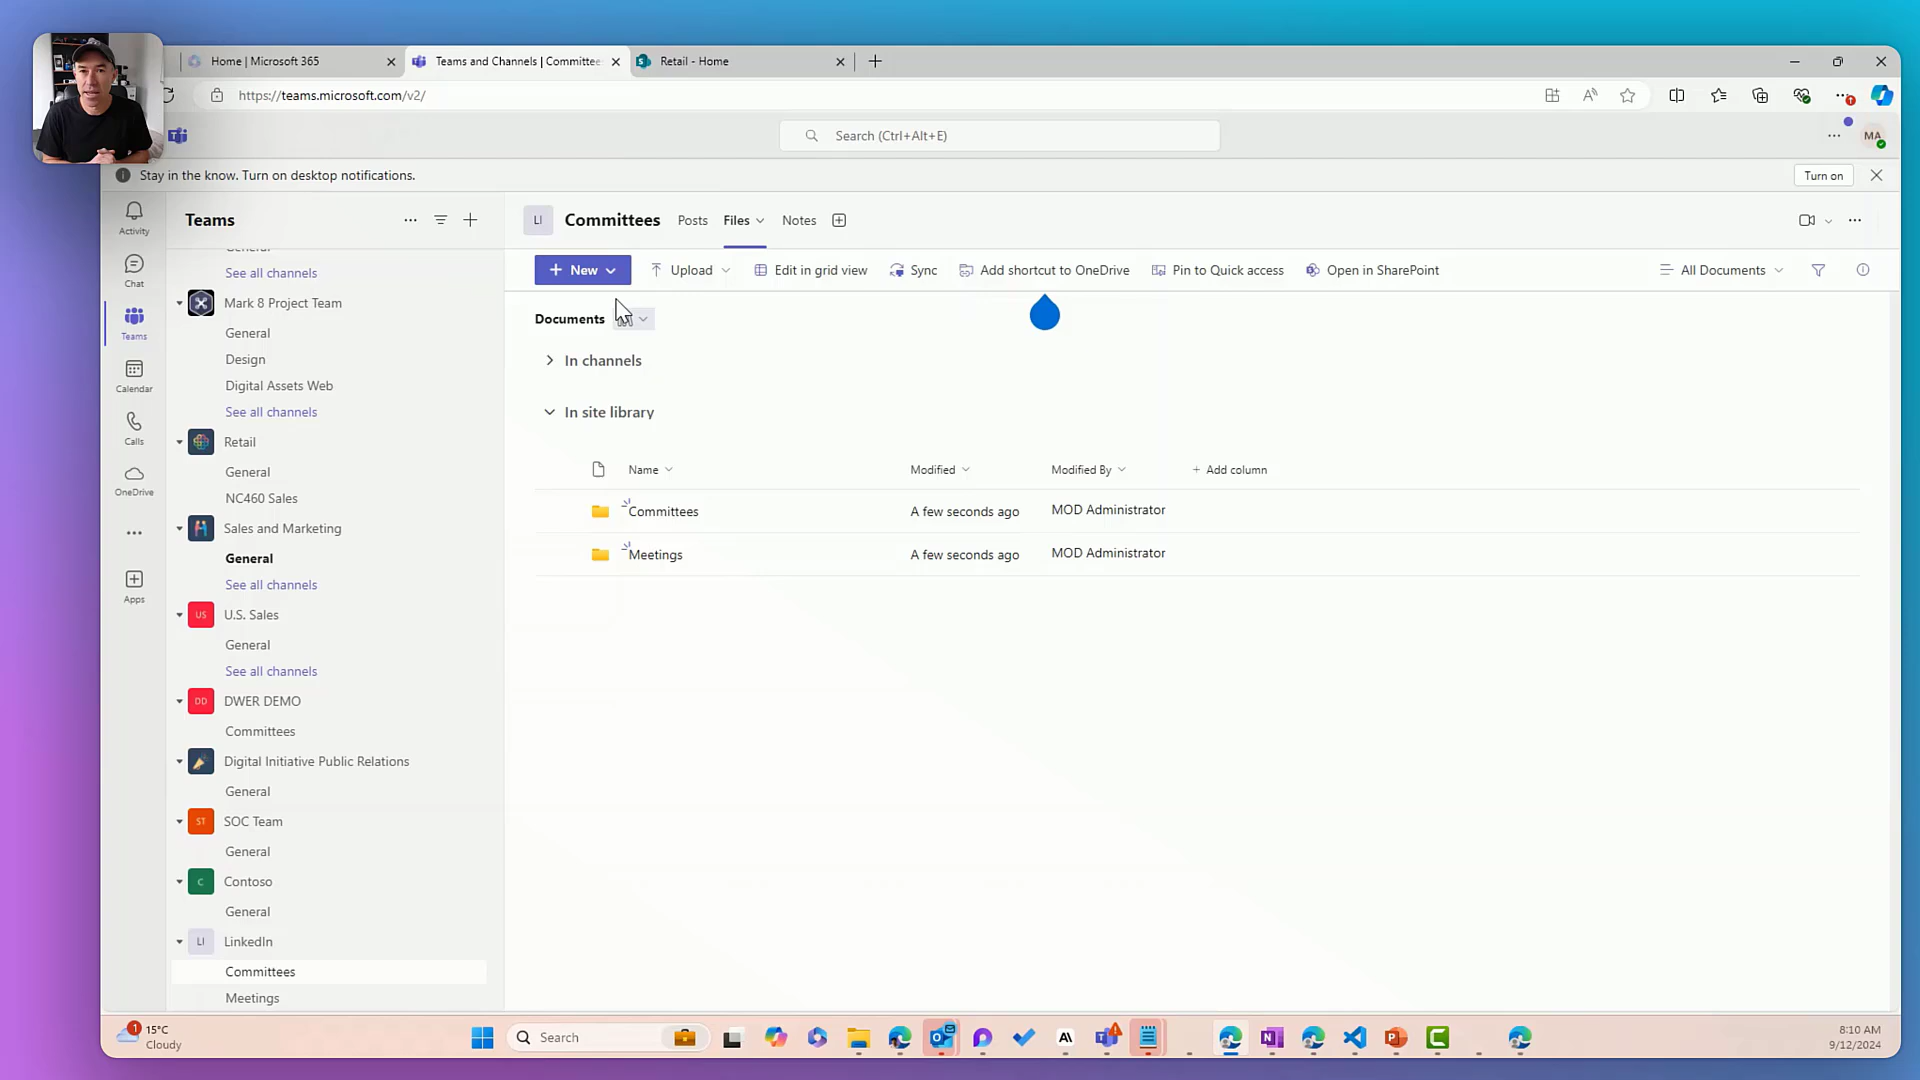 Home | Microsoft 365
Teams and Channels | Committee
Retail - Home
https://teams.microsoft.com/v2/
Search (Ctrl+Alt+E)
MA
Stay in the know. Turn on desktop notifications.
Turn on
Activity
Chat
Teams
Calendar
Calls
OneDrive
Apps
Teams
General
See all channels
Mark 8 Project Team
General
Design
Digital Assets Web
See all channels
Retail
General
NC460 Sales
Sales and Marketing
General
See all channels
US U.S. Sales
General
See all channels
DD DWER DEMO
Committees
Digital Initiative Public Relations
General
ST SOC Team
General
C Contoso
General
LI LinkedIn
Committees
Meetings
LI Committees Posts Files Notes
New Upload Edit in grid view Sync Add shortcut to OneDrive Pin to Quick access Open in SharePoint All Documents
Documents
In channels
In site library
Name Modified Modified By + Add column
Committees A few seconds ago MOD Administrator
Meetings A few seconds ago MOD Administrator
1 15°C
Cloudy
Search
8:10 AM
9/12/2024